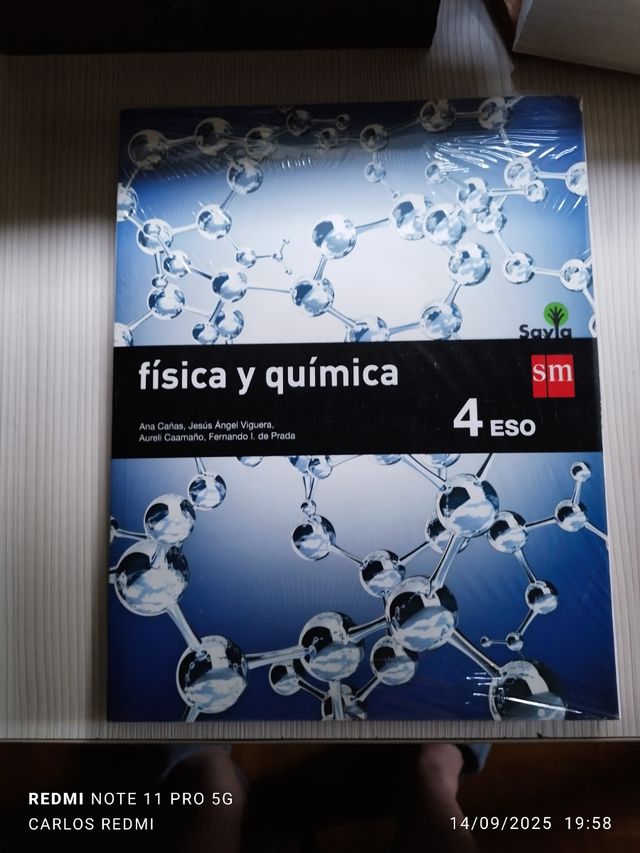 Savia
física y química
sm
Ana Cañas, Jesús Ángel Viguera,
Aureli Caamaño, Fernando I. de Prada
4 ESO
REDMI NOTE 11 PRO 5G
CARLOS REDMI
14/09/2025 19:58